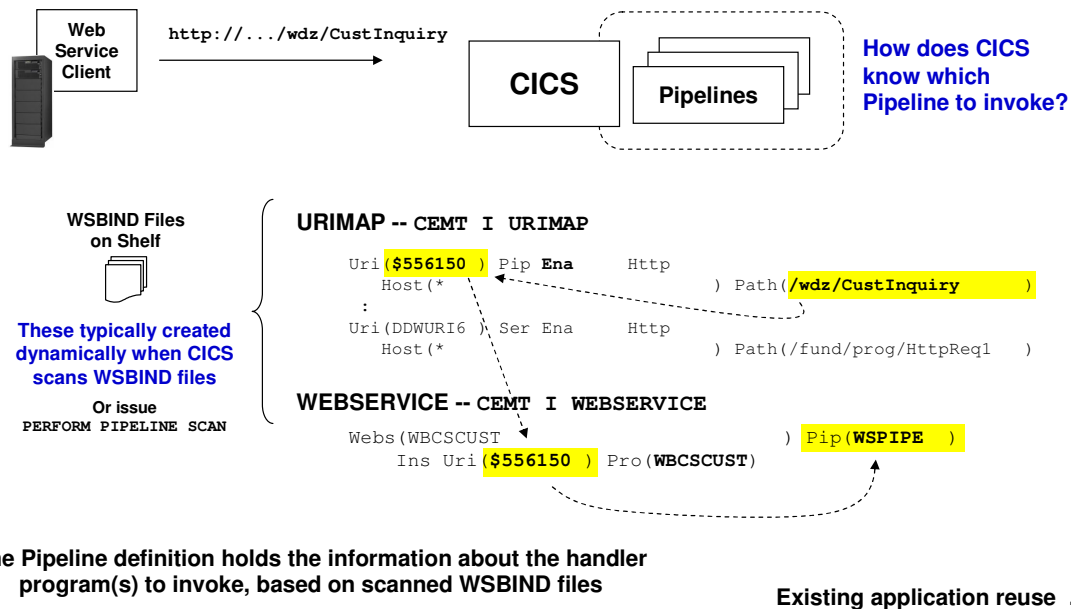 Web
Service
Client
http://.../wdz/CustInquiry
CICS
Pipelines
How does CICS
know which
Pipeline to invoke?
WSBIND Files
on Shelf
These typically created
dynamically when CICS
scans WSBIND files
Or issue
PERFORM PIPELINE SCAN
URIMAP -- CEMT I URIMAP
Uri($556150 ) Pip Ena Http
Host(* ) Path(/wdz/CustInquiry )
:
Uri(DDWURI6 ) Ser Ena Http
Host(* ) Path(/fund/prog/HttpReq1 )
WEBSERVICE -- CEMT I WEBSERVICE
Webs(WBCSCUST ) Pip(WSPIPE )
Ins Uri($556150 ) Pro(WBCSCUST)
Pipeline definition holds the information about the handler
program(s) to invoke, based on scanned WSBIND files
Existing application reuse